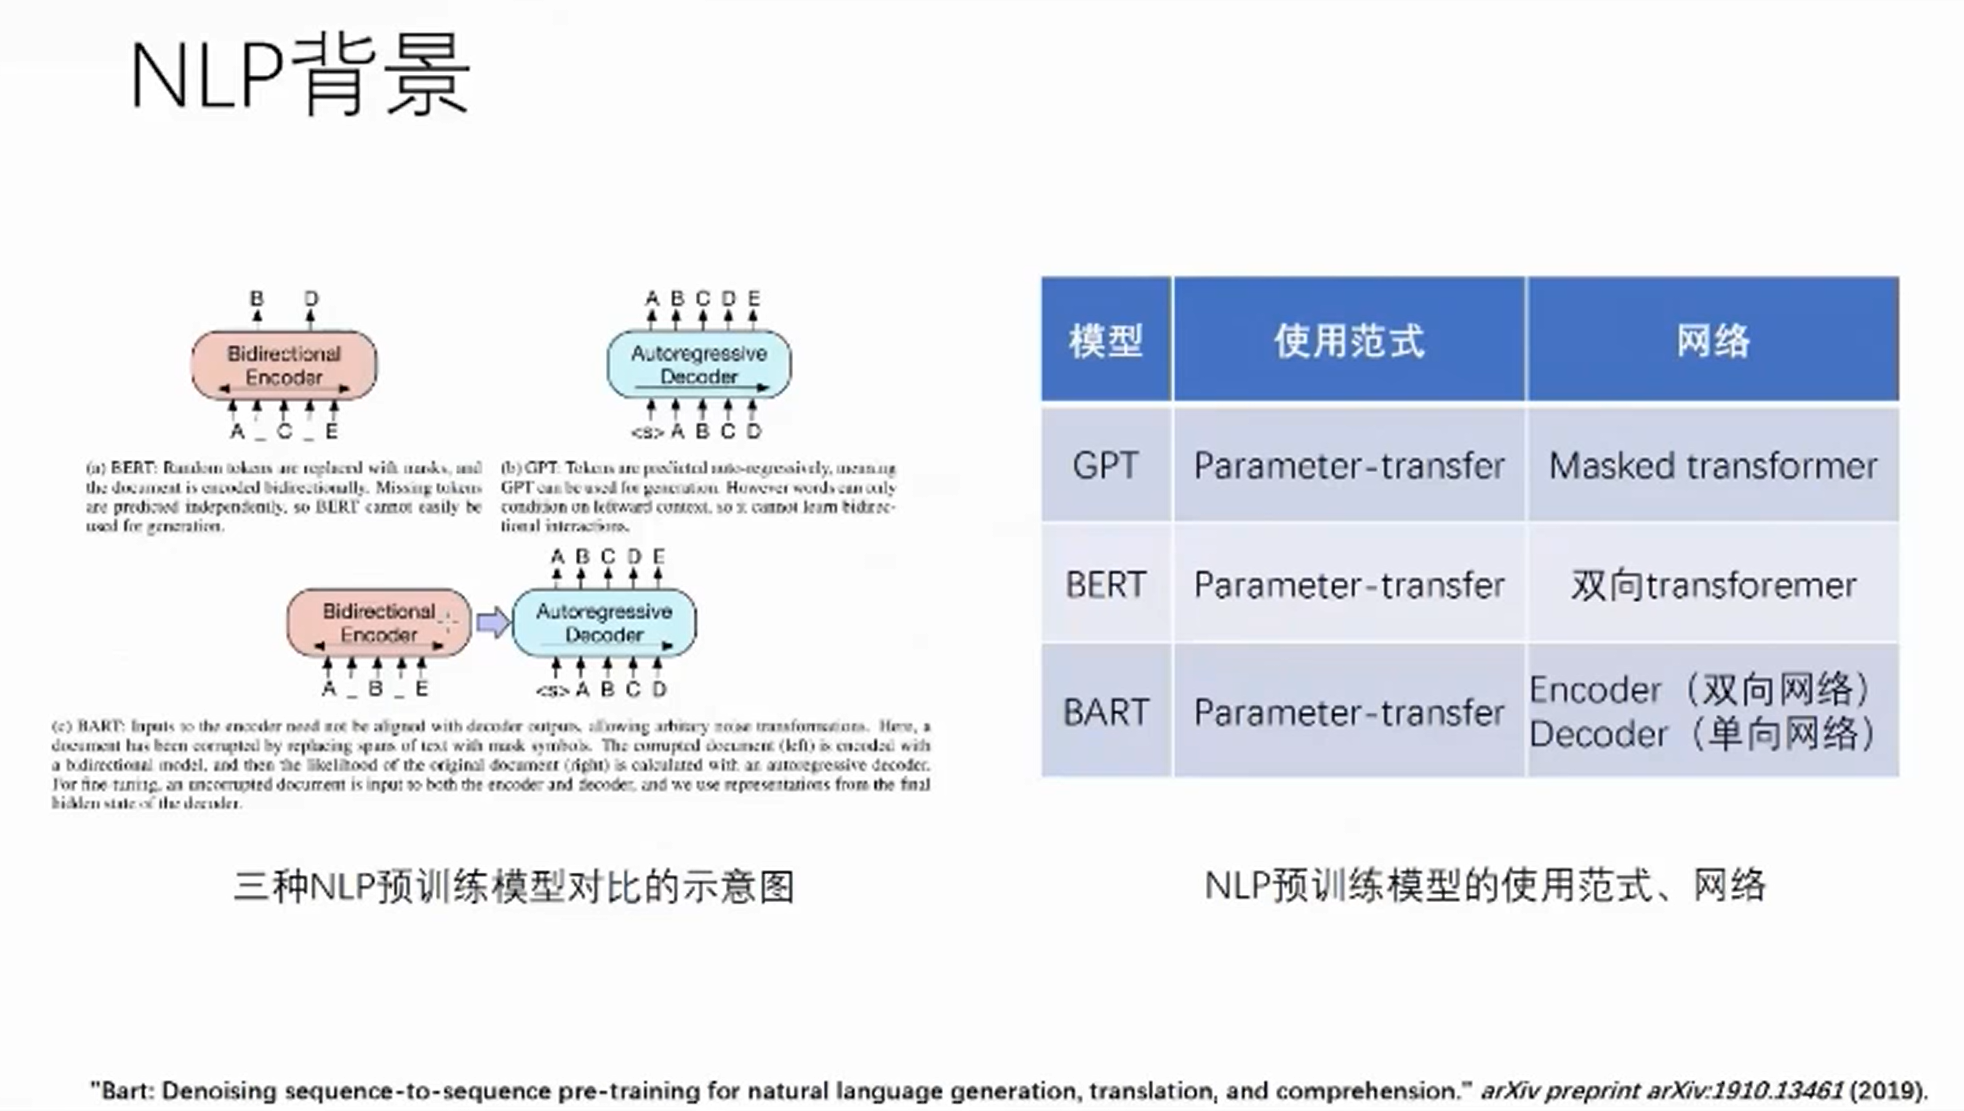 NLP背景
B D
Bidirectional
Encoder
A _ C _ E
(a) BERT: Random tokens are replaced with masks, and
the document is encoded bidirectionally. Missing tokens
are predicted independently, so BERT cannot easily be
used for generation.
A B C D E
Autoregressive
Decoder
<s> A B C D
(b) GPT: Tokens are predicted auto-regressively, meaning
GPT can be used for generation. However words can only
condition on leftward context, so it cannot learn bidirec-
tional interactions.
A B C D E
Bidirectional
Encoder
Autoregressive
Decoder
A _ B _ E
<s> A B C D
(c) BART: Inputs to the encoder need not be aligned with decoder outputs, allowing arbitary noise transformations. Here, a
document has been corrupted by replacing spans of text with mask symbols. The corrupted document (left) is encoded with
a bidirectional model, and then the likelihood of the original document (right) is calculated with an autoregressive decoder.
For fine-tuning, an uncorrupted document is input to both the encoder and decoder, and we use representations from the final
hidden state of the decoder.
三种NLP预训练模型对比的示意图
模型 使用范式 网络
GPT Parameter-transfer Masked transformer
BERT Parameter-transfer 双向transforemer
BART Parameter-transfer Encoder（双向网络）
Decoder（单向网络）
NLP预训练模型的使用范式、网络
"Bart: Denoising sequence-to-sequence pre-training for natural language generation, translation, and comprehension." arXiv preprint arXiv:1910.13461 (2019).